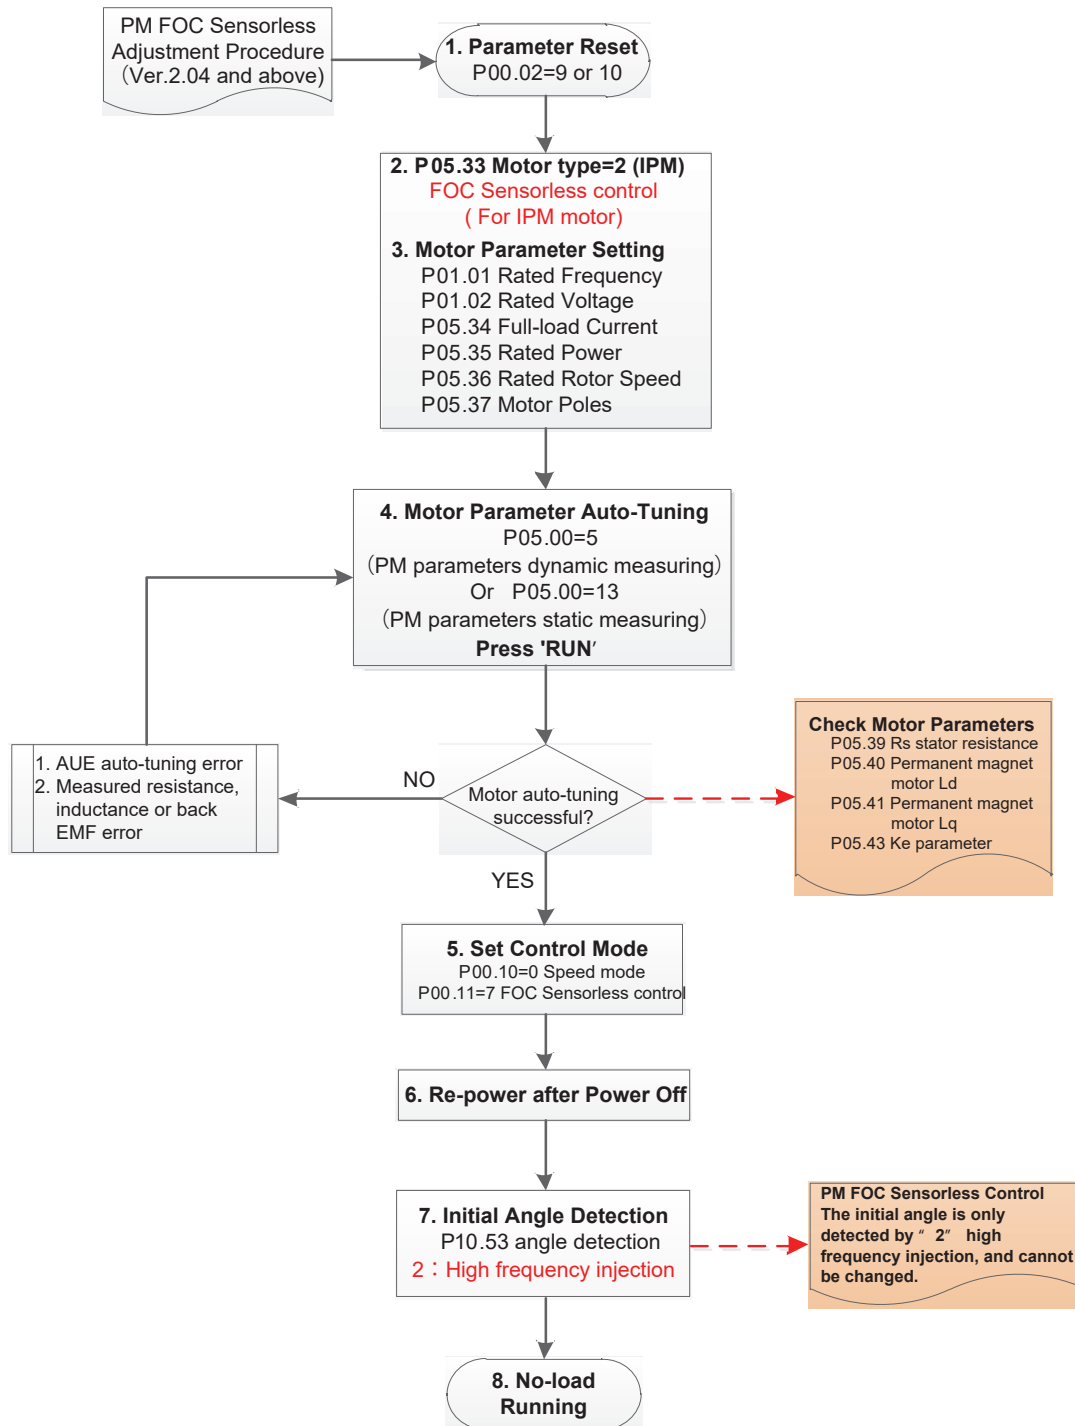 PM FOC Sensorless
Adjustment Procedure
（Ver.2.04 and above)
1. Parameter Reset
P00.02=9 or 10
2. P05.33 Motor type=2 (IPM)
FOC Sensorless control
( For IPM motor)
3. Motor Parameter Setting
P01.01 Rated Frequency
P01.02 Rated Voltage
P05.34 Full-load Current
P05.35 Rated Power
P05.36 Rated Rotor Speed
P05.37 Motor Poles
4. Motor Parameter Auto-Tuning
P05.00=5
（PM parameters dynamic measuring）
Or P05.00=13
（PM parameters static measuring）
Press 'RUN'
Motor auto-tuning
successful?
NO
1. AUE auto-tuning error
2. Measured resistance,
inductance or back
EMF error
Check Motor Parameters
P05.39 Rs stator resistance
P05.40 Permanent magnet
motor Ld
P05.41 Permanent magnet
motor Lq
P05.43 Ke parameter
YES
5. Set Control Mode
P00.10=0 Speed mode
P00.11=7 FOC Sensorless control
6. Re-power after Power Off
7. Initial Angle Detection
P10.53 angle detection
2：High frequency injection
PM FOC Sensorless Control
The initial angle is only
detected by “ 2” high
frequency injection, and cannot
be changed.
8. No-load
Running